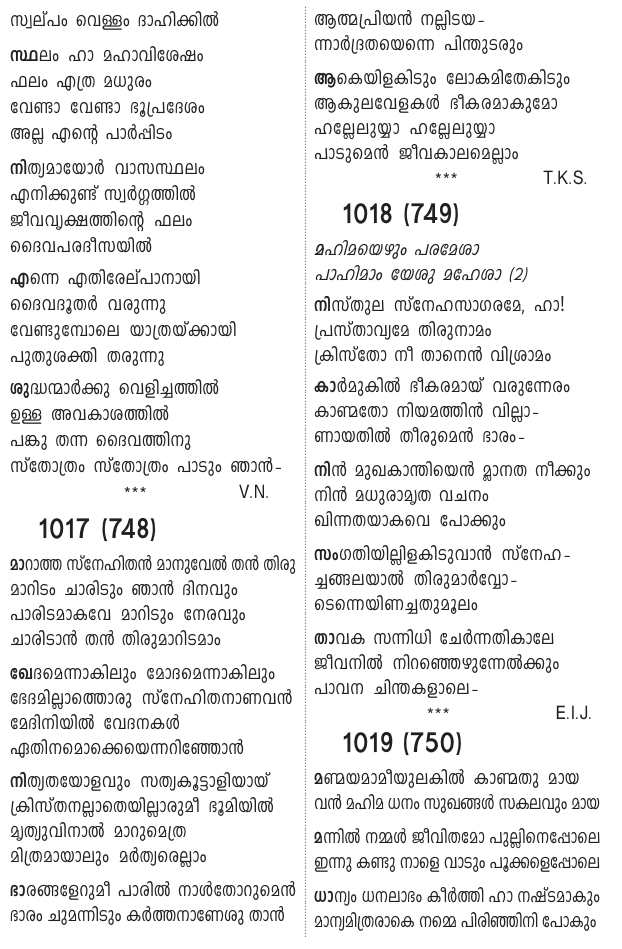 സ്വല്പം വെള്ളം ദാഹിക്കിൽ
സ്ഥലം ഹാ മഹാവിശേഷം
ഫലം എത്ര മധുരം
വേണ്ടാ വേണ്ടാ ഭൂപ്രദേശം
അല്ല എന്റെ പാർപ്പിടം
നിത്യമായോർ വാസസ്ഥലം
എനിക്കുണ്ട് സ്വർഗ്ഗത്തിൽ
ജീവവൃക്ഷത്തിന്റെ ഫലം
ദൈവപരദീസയിൽ
എന്നെ എതിരേല്പാനായി
ദൈവദൂതർ വരുന്നു
വേണ്ടുമ്പോലെ യാത്രയ്ക്കായി
പുതുശക്തി തരുന്നു
ശുദ്ധന്മാർക്കു വെളിച്ചത്തിൽ
ഉള്ള അവകാശത്തിൽ
പങ്കു തന്ന ദൈവത്തിനു
സ്തോത്രം സ്തോത്രം പാടും ഞാൻ-
*** V.N.
1017 (748)
മാറാത്ത സ്നേഹിതൻ മാനുവേൽ തൻ തിരു
മാറിടം ചാരിടും ഞാൻ ദിനവും
പാരിടമാകവേ മാറിടും നേരവും
ചാരിടാൻ തൻ തിരുമാറിടമാം
ഖേദമെന്നാകിലും മോദമെന്നാകിലും
ഭേദമില്ലാത്തൊരു സ്നേഹിതനാണവൻ
മേദിനിയിൽ വേദനകൾ
ഏതിനമൊക്കെയെന്നറിഞ്ഞോൻ
നിത്യതയോളവും സത്യകൂട്ടാളിയായ്
ക്രിസ്തനല്ലാതെയില്ലാരുമീ ഭൂമിയിൽ
മൃത്യുവിനാൽ മാറുമെത്ര
മിത്രമായാലും മർത്യരെല്ലാം
ഭാരങ്ങളേറുമീ പാരിൽ നാൾതോറുമെൻ
ഭാരം ചുമന്നിടും കർത്തനാണേശു താൻ
ആത്മപ്രിയൻ നല്ലിടയ-
ന്നാർദ്രതയെന്നെ പിന്തുടരും
ആകെയിളകിടും ലോകമിതേകിടും
ആകുലവേളകൾ ഭീകരമാകുമോ
ഹല്ലേലുയ്യാ ഹല്ലേലുയ്യാ
പാടുമെൻ ജീവകാലമെല്ലാം
*** T.K.S.
1018 (749)
മഹിമയെഴും പരമേശാ
പാഹിമാം യേശു മഹേശാ (2)
നിസ്തുല സ്നേഹസാഗരമേ, ഹാ!
പ്രസ്താവ്യമേ തിരുനാമം
ക്രിസ്തോ നീ താനെൻ വിശ്രാമം
കാർമുകിൽ ഭീകരമായ് വരുന്നേരം
കാണ്മതോ നിയമത്തിൻ വില്ലാ-
ണായതിൽ തീരുമെൻ ഭാരം-
നിൻ മുഖകാന്തിയെൻ മ്ലാനത നീക്കും
നിൻ മധുരാമൃത വചനം
ഖിന്നതയാകവെ പോക്കും
സംഗതിയില്ലിളകിടുവാൻ സ്നേഹ-
ച്ചങ്ങലയാൽ തിരുമാർവ്വോ-
ടെന്നെയിണച്ചതുമൂലം
താവക സന്നിധി ചേർന്നതികാലേ
ജീവനിൽ നിറഞ്ഞെഴുന്നേൽക്കും
പാവന ചിന്തകളാലെ-
*** E.I.J.
1019 (750)
മണ്മയമാമീയുലകിൽ കാണ്മതു മായ
വൻ മഹിമ ധനം സുഖങ്ങൾ സകലവും മായ
മന്നിൽ നമ്മൾ ജീവിതമോ പുല്ലിനെപ്പോലെ
ഇന്നു കണ്ടു നാളെ വാടും പൂക്കളെപ്പോലെ
ധാന്യം ധനലാഭം കീർത്തി ഹാ നഷ്ടമാകും
മാന്യമിത്രരാകെ നമ്മെ പിരിഞ്ഞിനി പോകും